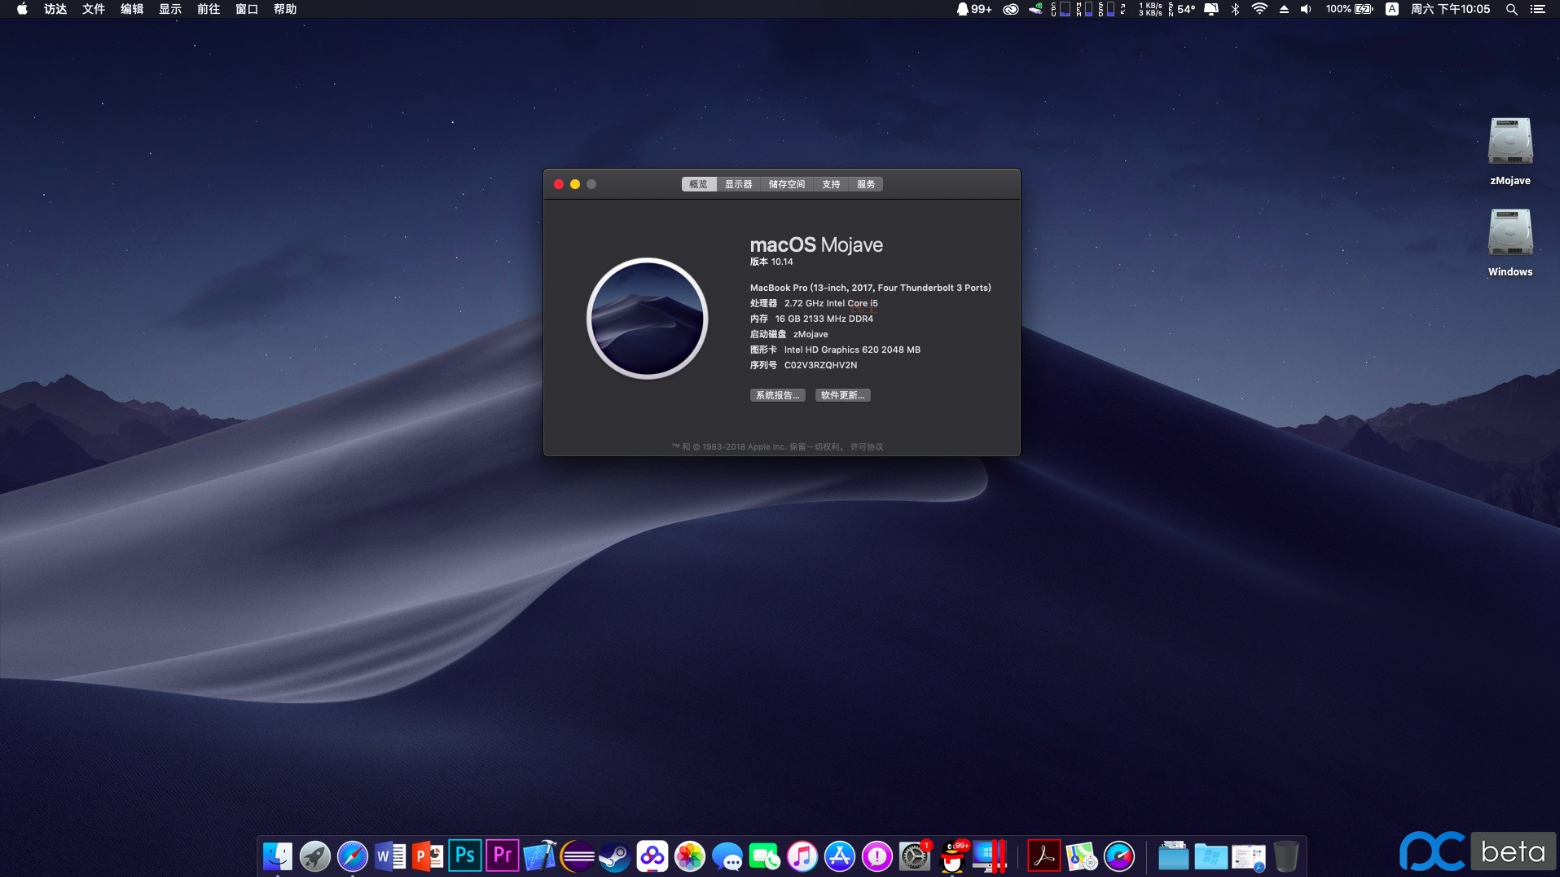 访达 文件 编辑 显示 前往 窗口 帮助
99+ 1 KB/s 3 KB/s 54° 100% A 周六 下午10:05
zMojave
Windows
概览 显示器 储存空间 支持 服务
macOS Mojave
版本 10.14
MacBook Pro (13-inch, 2017, Four Thunderbolt 3 Ports)
处理器 2.72 GHz Intel Core i5
内存 16 GB 2133 MHz DDR4
启动磁盘 zMojave
图形卡 Intel HD Graphics 620 2048 MB
序列号 C02V3RZQHV2N
系统报告... 软件更新...
™ 和 © 1983-2018 Apple Inc. 保留一切权利。 许可协议
W P Ps Pr 1 99+
pc beta